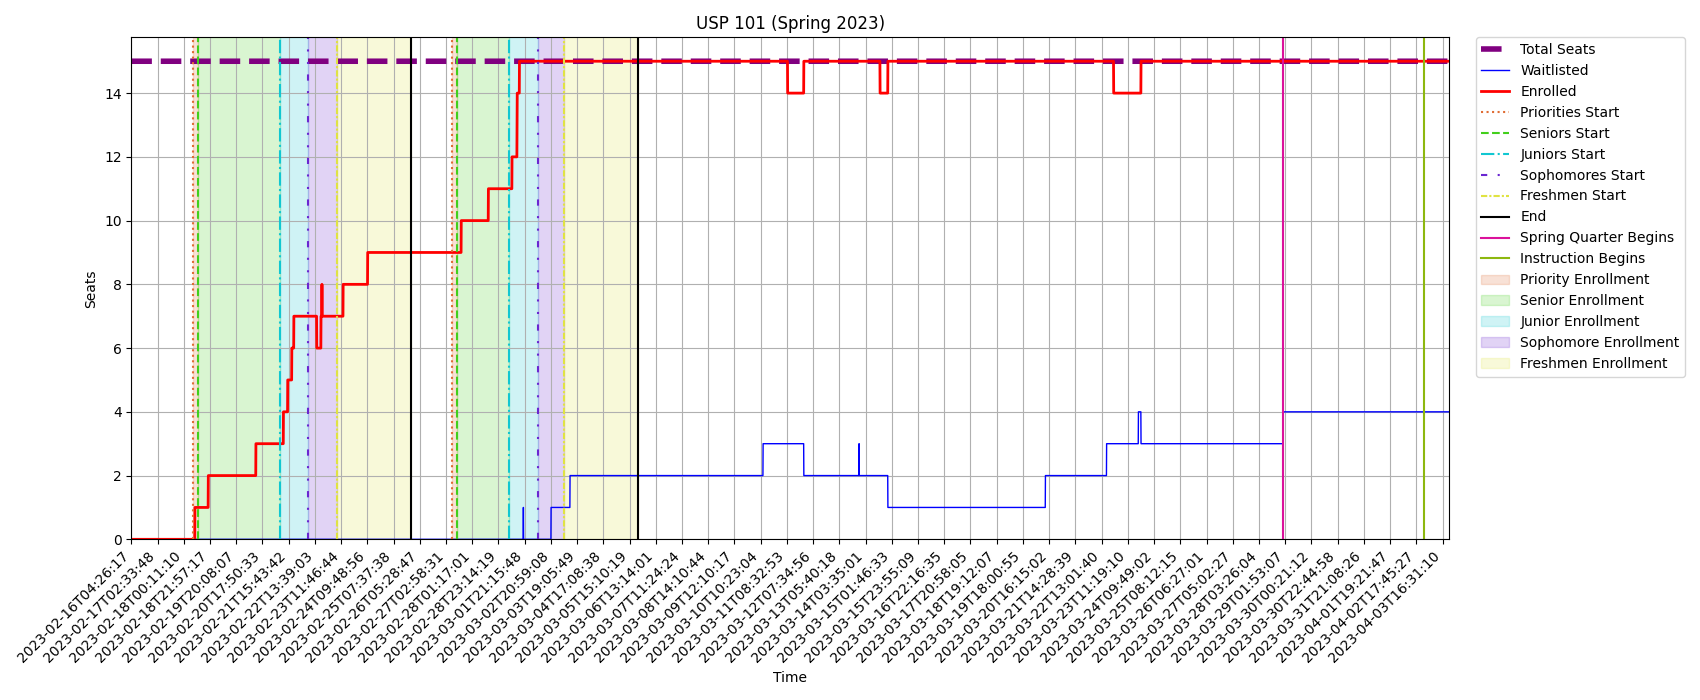 USP 101 (Spring 2023)
Seats
14
12
10
8
6
4
2
0
2023-02-16T04:26:17
2023-02-17T02:33:48
2023-02-18T00:11:10
2023-02-18T21:57:17
2023-02-19T20:08:07
2023-02-20T17:50:33
2023-02-21T15:43:42
2023-02-22T13:39:03
2023-02-23T11:46:44
2023-02-24T09:48:56
2023-02-25T07:37:38
2023-02-26T05:28:47
2023-02-27T02:58:31
2023-02-28T01:17:01
2023-02-28T23:14:19
2023-03-01T21:15:48
2023-03-02T20:59:08
2023-03-03T19:05:49
2023-03-04T17:08:38
2023-03-05T15:10:19
2023-03-06T13:14:01
2023-03-07T11:24:24
2023-03-08T14:10:44
2023-03-09T12:10:17
2023-03-10T10:23:04
2023-03-11T08:32:53
2023-03-12T07:34:56
2023-03-13T05:40:18
2023-03-14T03:35:01
2023-03-15T01:46:33
2023-03-15T23:55:09
2023-03-16T22:16:35
2023-03-17T20:58:05
2023-03-18T19:12:07
2023-03-19T18:00:55
2023-03-20T16:15:02
2023-03-21T14:28:39
2023-03-22T13:01:40
2023-03-23T11:19:10
2023-03-24T09:49:02
2023-03-25T08:12:15
2023-03-26T06:27:01
2023-03-27T05:02:27
2023-03-28T03:26:04
2023-03-29T01:53:07
2023-03-30T00:21:12
2023-03-30T22:44:58
2023-03-31T21:08:26
2023-04-01T19:21:47
2023-04-02T17:45:27
2023-04-03T16:31:10
Time
Total Seats
Waitlisted
Enrolled
Priorities Start
Seniors Start
Juniors Start
Sophomores Start
Freshmen Start
End
Spring Quarter Begins
Instruction Begins
Priority Enrollment
Senior Enrollment
Junior Enrollment
Sophomore Enrollment
Freshmen Enrollment